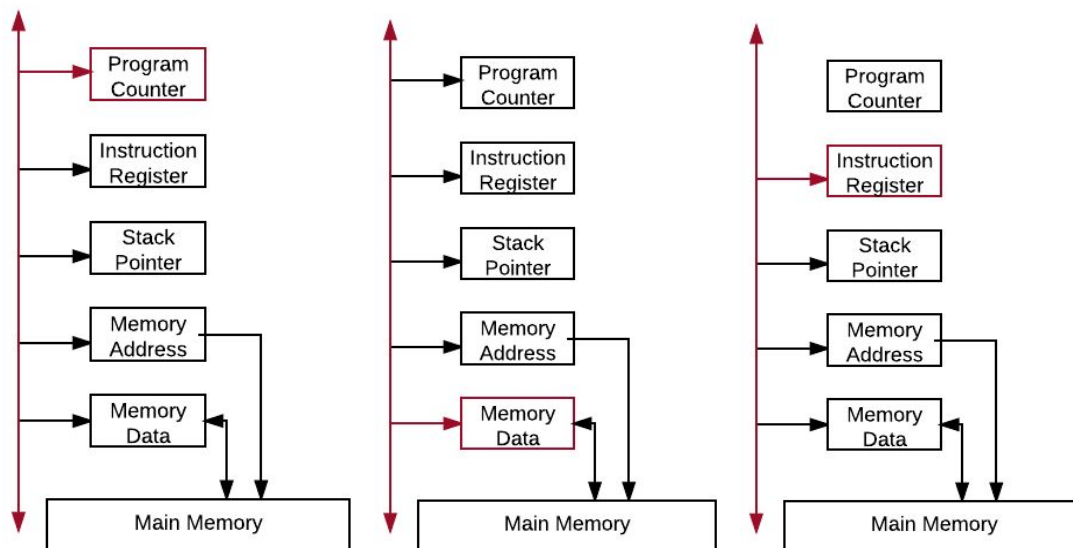 Program
Counter
Instruction
Register
Stack
Pointer
Memory
Address
Memory
Data
Main Memory
Program
Counter
Instruction
Register
Stack
Pointer
Memory
Address
Memory
Data
Main Memory
Program
Counter
Instruction
Register
Stack
Pointer
Memory
Address
Memory
Data
Main Memory